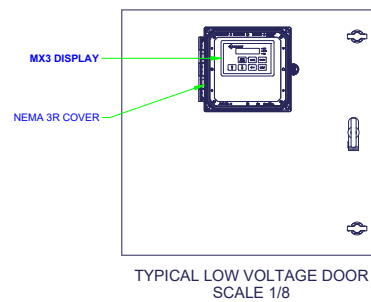 MX3 DISPLAY
NEMA 3R COVER
TYPICAL LOW VOLTAGE DOOR
SCALE 1/8